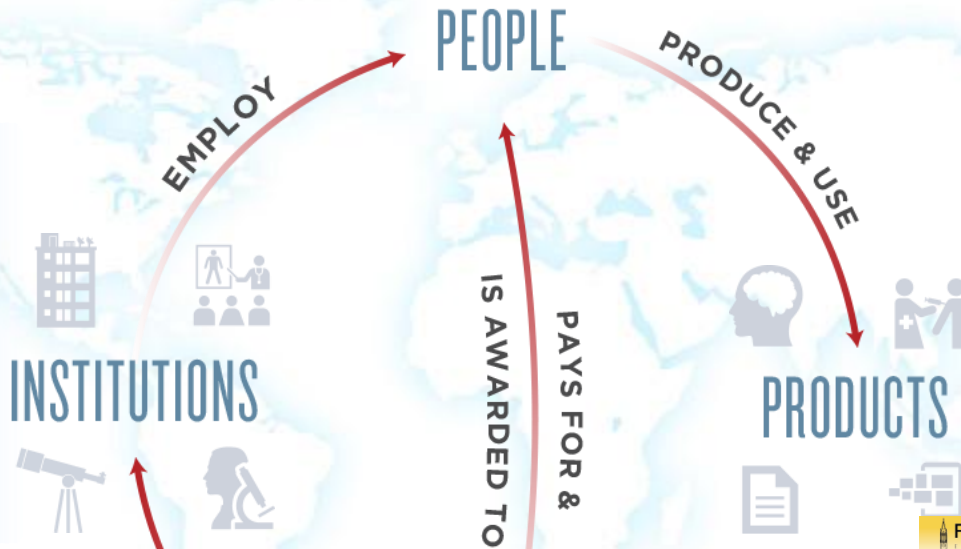 PEOPLE
EMPLOY
PRODUCE & USE
PAYS FOR &
IS AWARDED TO
INSTITUTIONS
PRODUCTS